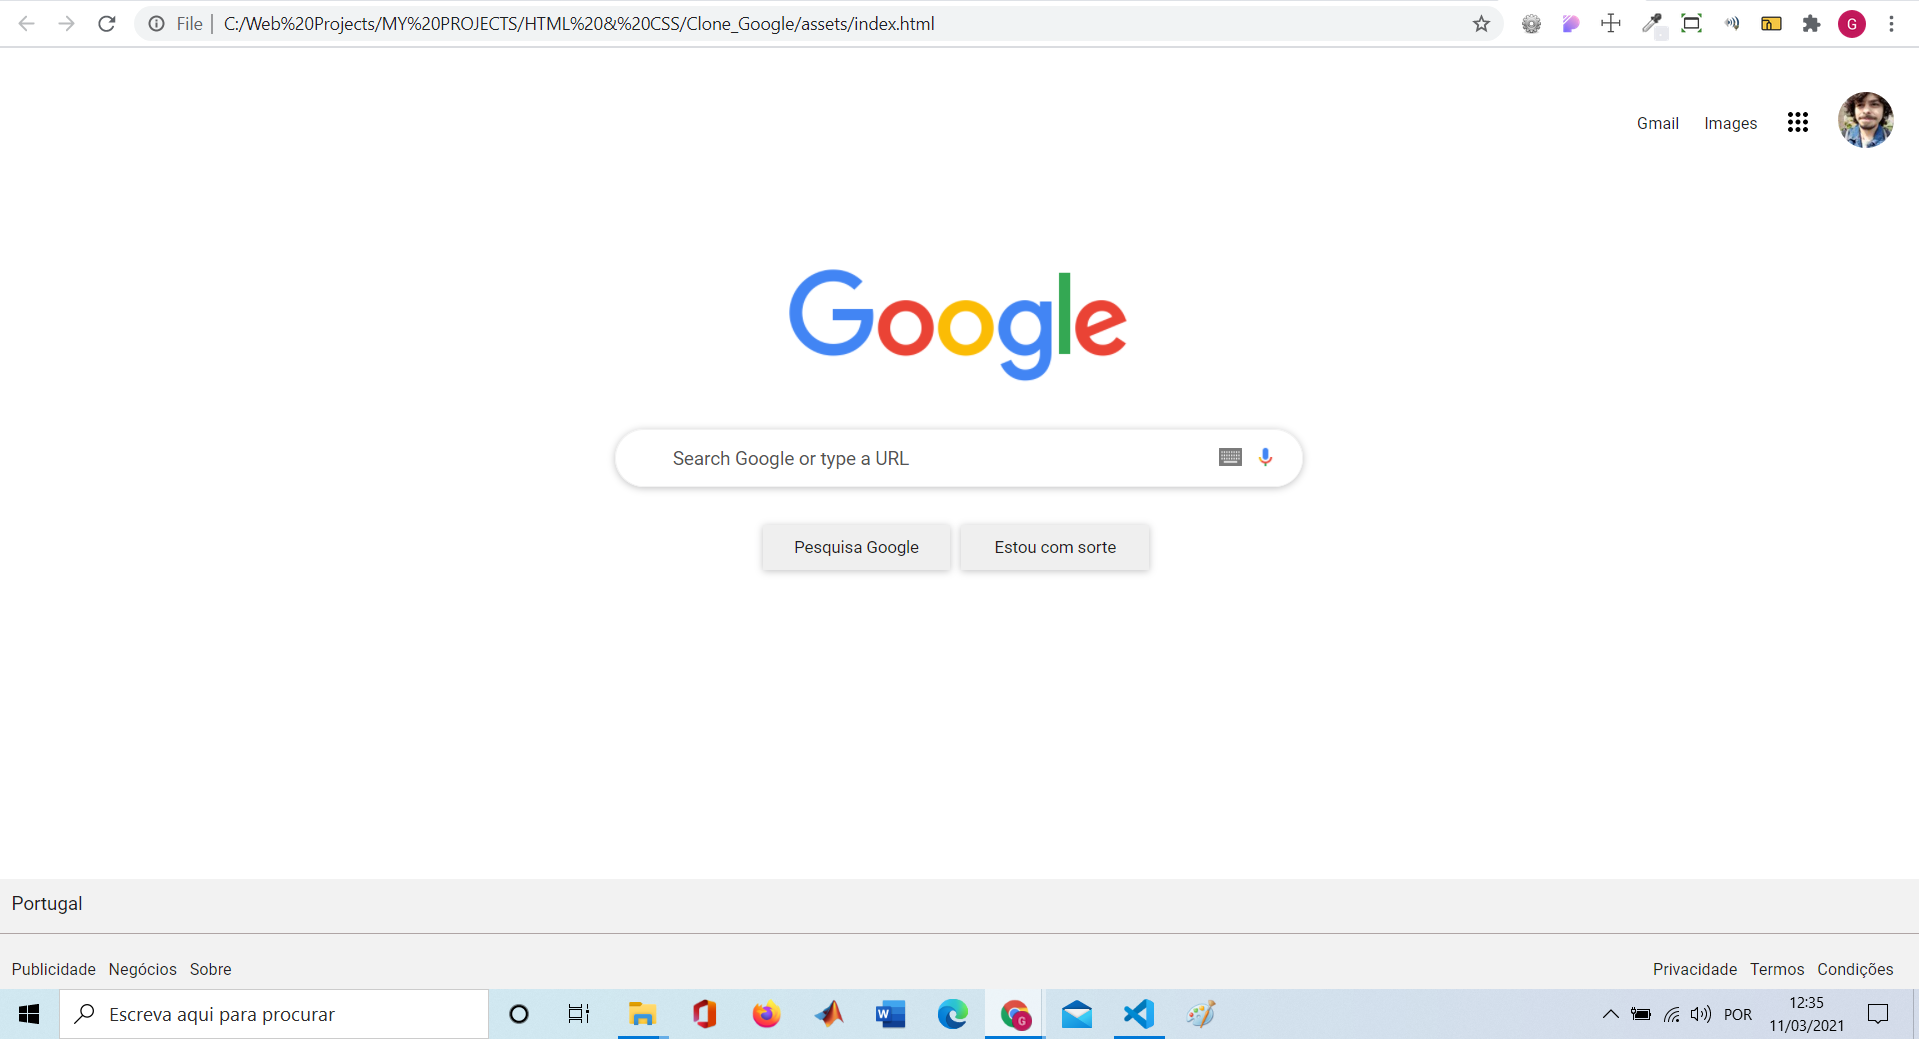 File | C:/Web%20Projects/MY%20PROJECTS/HTML%20&%20CSS/Clone_Google/assets/index.html
G
Gmail Images
Google
Search Google or type a URL
Pesquisa Google Estou com sorte
Portugal
Publicidade Negócios Sobre Privacidade Termos Condições
Escreva aqui para procurar
W
G
POR
12:35
11/03/2021